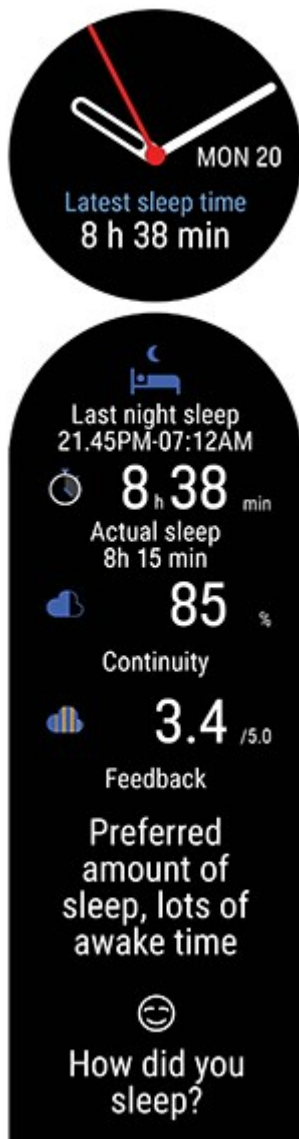 MON 20
Latest sleep time
8 h 38 min
Last night sleep
21.45PM-07:12AM
8 h 38 min
Actual sleep
8h 15 min
85 %
Continuity
3.4 /5.0
Feedback
Preferred
amount of
sleep, lots of
awake time
How did you
sleep?